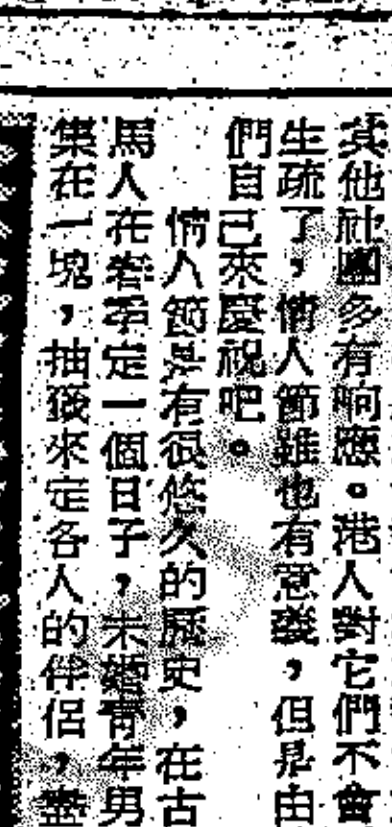 其他社團多有响應。港人對它們不會
生疏了，情人節雖也有意義，但是由
們自己來慶祝吧。
情人節是有很悠久的歷史，在古
馬人在春季定一個日子，未婚青年男
集在一塊，抽籤來定各人的伴侶，